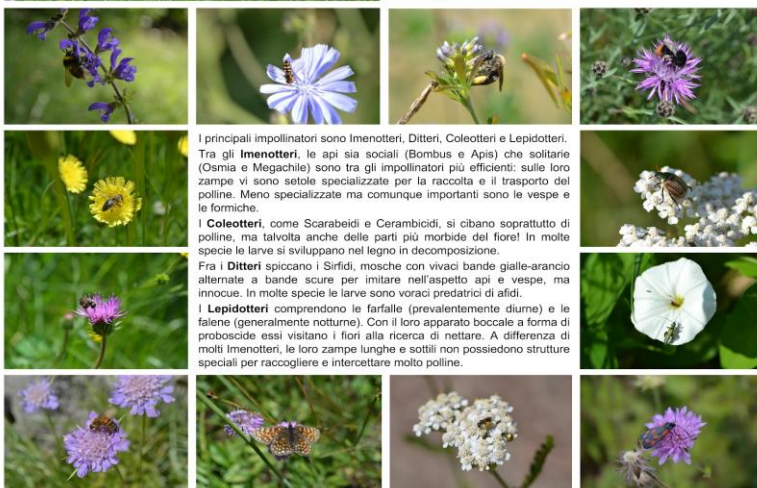 I principali impollinatori sono Imenotteri, Ditteri, Coleotteri e Lepidotteri.
Tra gli Imenotteri, le api sia sociali (Bombus e Apis) che solitarie
(Osmia e Megachile) sono tra gli impollinatori più efficienti: sulle loro
zampe vi sono setole specializzate per la raccolta e il trasporto del
polline. Meno specializzate ma comunque importanti sono le vespe e
le formiche.
I Coleotteri, come Scarabeidi e Cerambicidi, si cibano soprattutto di
polline, ma talvolta anche delle parti più morbide del fiore! In molte
specie le larve si sviluppano nel legno in decomposizione.
Fra i Ditteri spiccano i Sirfidi, mosche con vivaci bande gialle-arancio
alternate a bande scure per imitare nell'aspetto api e vespe, ma
innocue. In molte specie le larve sono voraci predatrici di afidi.
I Lepidotteri comprendono le farfalle (prevalentemente diurne) e le
falene (generalmente notturne). Con il loro apparato boccale a forma di
proboscide essi visitano i fiori alla ricerca di nettare. A differenza di
molti Imenotteri, le loro zampe lunghe e sottili non possiedono strutture
speciali per raccogliere e intercettare molto polline.